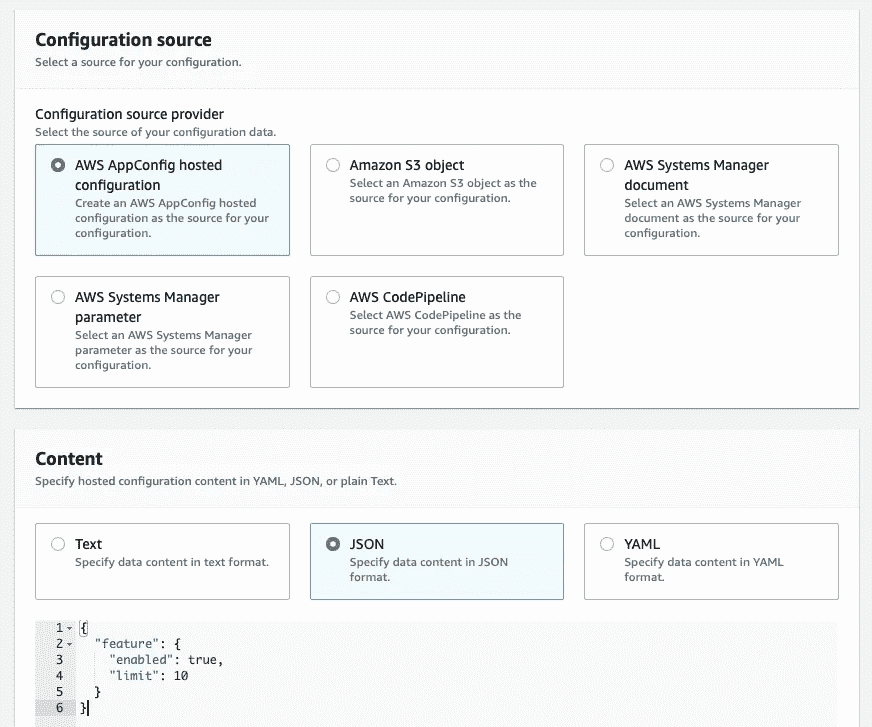 Configuration source
Select a source for your configuration.
Configuration source provider
Select the source of your configuration data.
AWS AppConfig hosted
configuration
Create an AWS AppConfig hosted
configuration as the source for your
configuration.
Amazon S3 object
Select an Amazon S3 object as the
source for your configuration.
AWS Systems Manager
document
Select an AWS Systems Manager
document as the source for your
configuration.
AWS Systems Manager
parameter
Select an AWS Systems Manager
parameter as the source for your
configuration.
AWS CodePipeline
Select AWS CodePipeline as the
source for your configuration.
Content
Specify hosted configuration content in YAML, JSON, or plain Text.
Text
Specify data content in text format.
JSON
Specify data content in JSON
format.
YAML
Specify data content in YAML
format.
1 {
2 "feature": {
3 "enabled": true,
4 "limit": 10
5 }
6 }